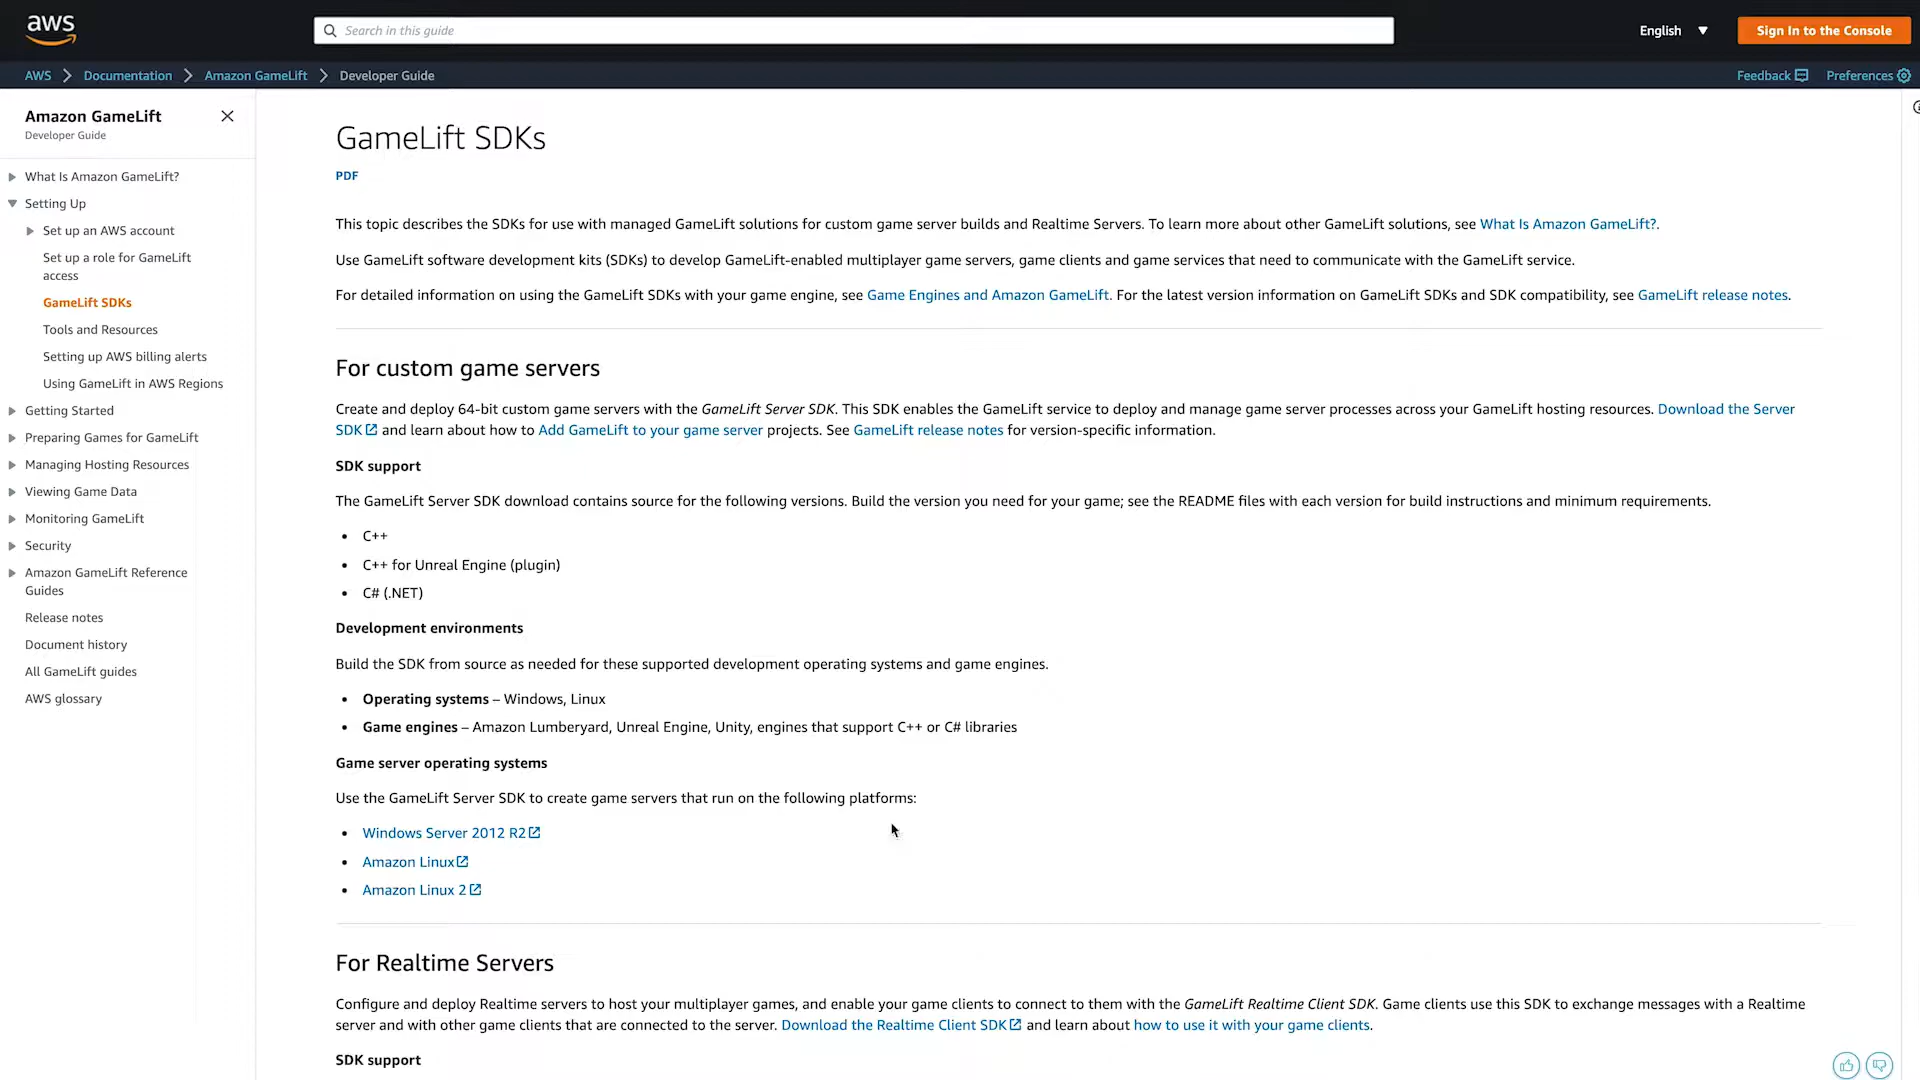 aws
Search in this guide
English
Sign In to the Console
AWS
Documentation
Amazon GameLift
Developer Guide
Feedback
Preferences
Amazon GameLift
Developer Guide
What Is Amazon GameLift?
Setting Up
Set up an AWS account
Set up a role for GameLift
access
GameLift SDKs
Tools and Resources
Setting up AWS billing alerts
Using GameLift in AWS Regions
Getting Started
Preparing Games for GameLift
Managing Hosting Resources
Viewing Game Data
Monitoring GameLift
Security
Amazon GameLift Reference
Guides
Release notes
Document history
All GameLift guides
AWS glossary
GameLift SDKs
PDF
This topic describes the SDKs for use with managed GameLift solutions for custom game server builds and Realtime Servers. To learn more about other GameLift solutions, see What Is Amazon GameLift?.
Use GameLift software development kits (SDKs) to develop GameLift-enabled multiplayer game servers, game clients and game services that need to communicate with the GameLift service.
For detailed information on using the GameLift SDKs with your game engine, see Game Engines and Amazon GameLift. For the latest version information on GameLift SDKs and SDK compatibility, see GameLift release notes.
For custom game servers
Create and deploy 64-bit custom game servers with the GameLift Server SDK. This SDK enables the GameLift service to deploy and manage game server processes across your GameLift hosting resources. Download the Server
SDK and learn about how to Add GameLift to your game server projects. See GameLift release notes for version-specific information.
SDK support
The GameLift Server SDK download contains source for the following versions. Build the version you need for your game; see the README files with each version for build instructions and minimum requirements.
• C++
• C++ for Unreal Engine (plugin)
• C# (.NET)
Development environments
Build the SDK from source as needed for these supported development operating systems and game engines.
• Operating systems – Windows, Linux
• Game engines – Amazon Lumberyard, Unreal Engine, Unity, engines that support C++ or C# libraries
Game server operating systems
Use the GameLift Server SDK to create game servers that run on the following platforms:
• Windows Server 2012 R2
• Amazon Linux
• Amazon Linux 2
For Realtime Servers
Configure and deploy Realtime servers to host your multiplayer games, and enable your game clients to connect to them with the GameLift Realtime Client SDK. Game clients use this SDK to exchange messages with a Realtime
server and with other game clients that are connected to the server. Download the Realtime Client SDK and learn about how to use it with your game clients.
SDK support